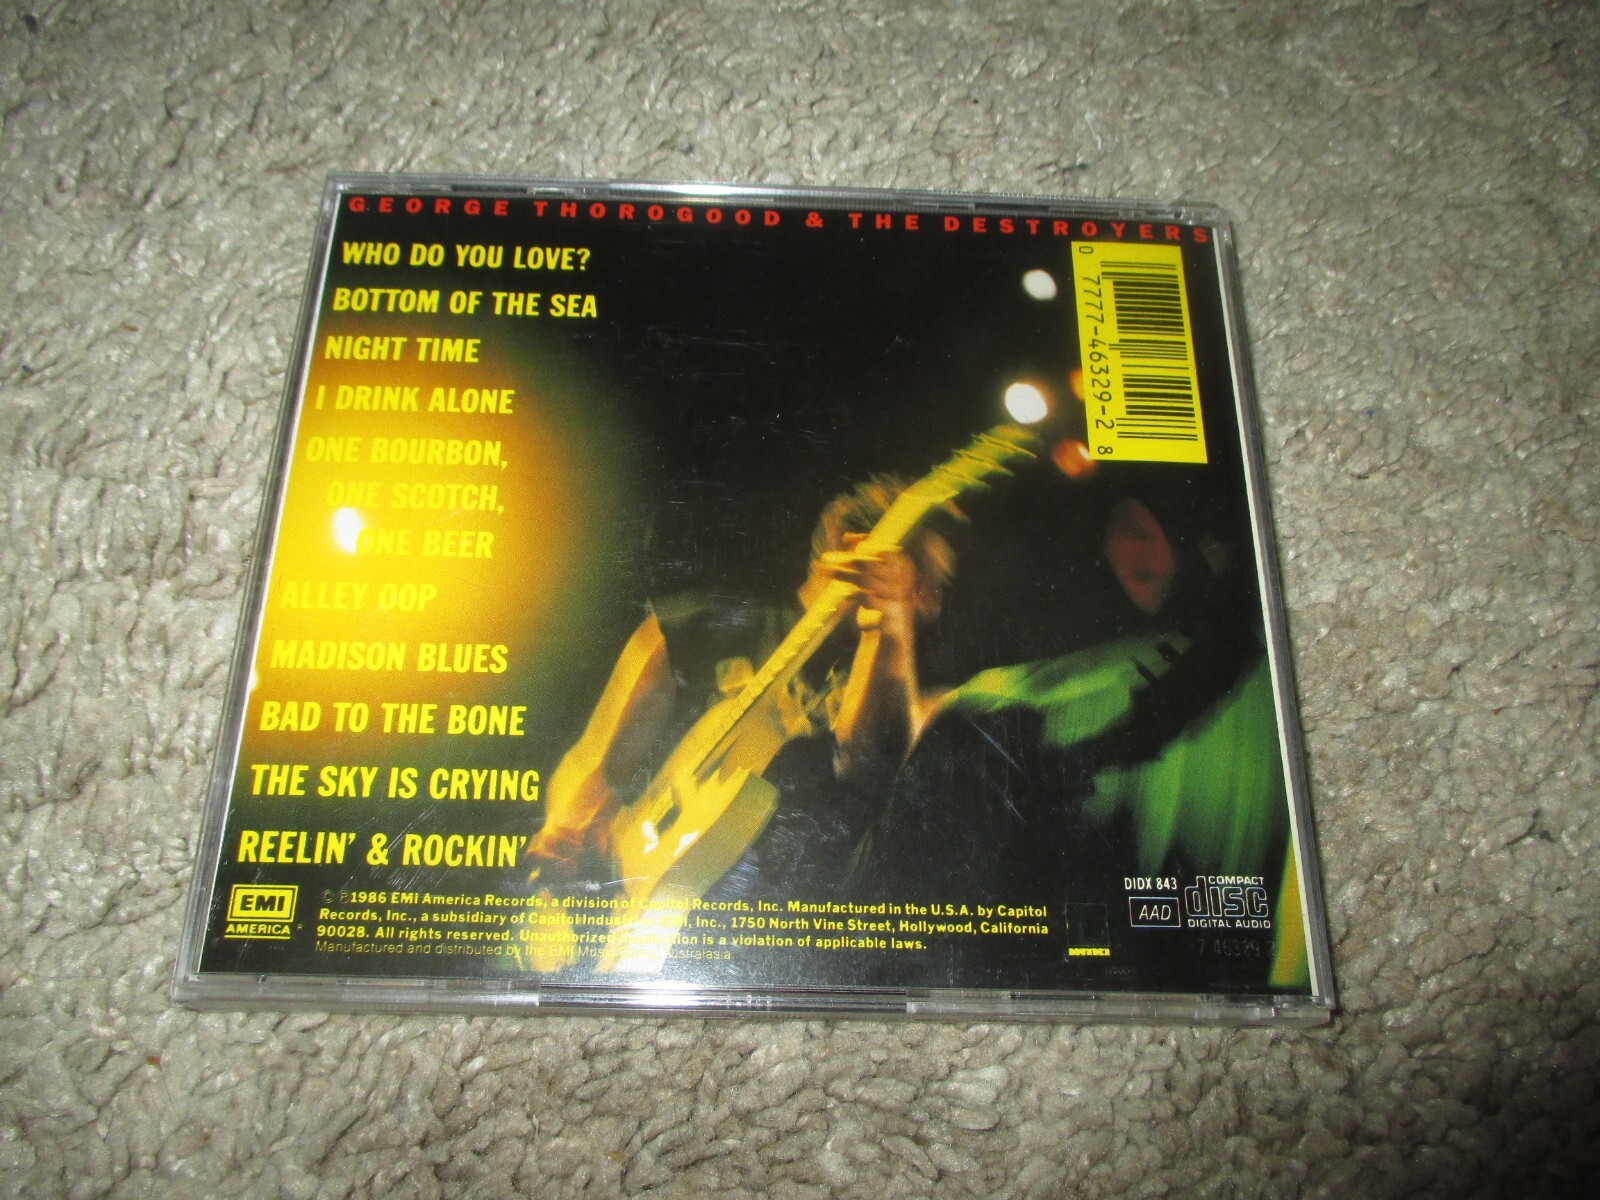 GEORGE THOROGOOD & THE DESTROYERS
WHO DO YOU LOVE?
BOTTOM OF THE SEA
NIGHT TIME
I DRINK ALONE
ONE BOURBON,
ONE SCOTCH,
ONE BEER
ALLEY OOP
MADISON BLUES
BAD TO THE BONE
THE SKY IS CRYING
REELIN' & ROCKIN'
0 7777-46329-2 8
EMI
AMERICA ®
© ℗ 1986 EMI America Records, a division of Capitol Records, Inc. Manufactured in the U.S.A. by Capitol
Records, Inc., a subsidiary of Capitol Industries-EMI, Inc., 1750 North Vine Street, Hollywood, California
90028. All rights reserved. Unauthorized duplication is a violation of applicable laws.
Manufactured and distributed by the EMI Music Australasia
ROUNDER
DIDX 843
AAD
COMPACT
disc
DIGITAL AUDIO
7 46329 2